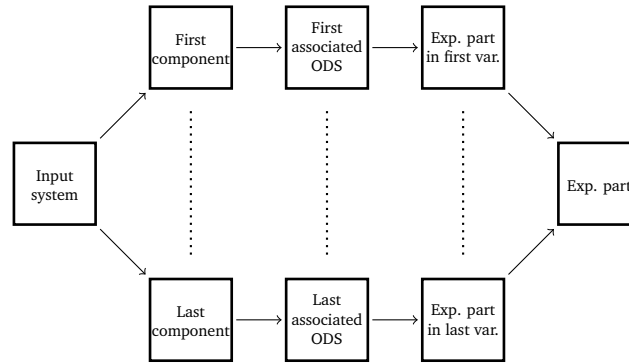 First
component
First
associated
ODS
Exp. part
in first var.
Input
system
Exp. part
Last
component
Last
associated
ODS
Exp. part
in last var.